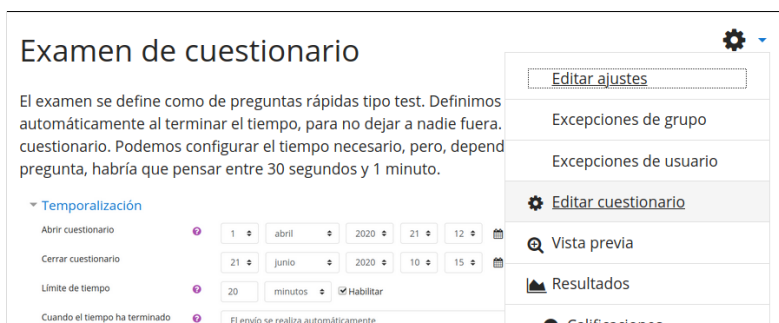 Examen de cuestionario
El examen se define como de preguntas rápidas tipo test. Definimos
automáticamente al terminar el tiempo, para no dejar a nadie fuera.
cuestionario. Podemos configurar el tiempo necesario, pero, depend
pregunta, habría que pensar entre 30 segundos y 1 minuto.
Temporalización
Abrir cuestionario 1 abril 2020 21 12
Cerrar cuestionario 21 junio 2020 10 15
Límite de tiempo 20 minutos Habilitar
Cuando el tiempo ha terminado El envío se realiza automáticamente
Editar ajustes
Excepciones de grupo
Excepciones de usuario
Editar cuestionario
Vista previa
Resultados
Calificaciones